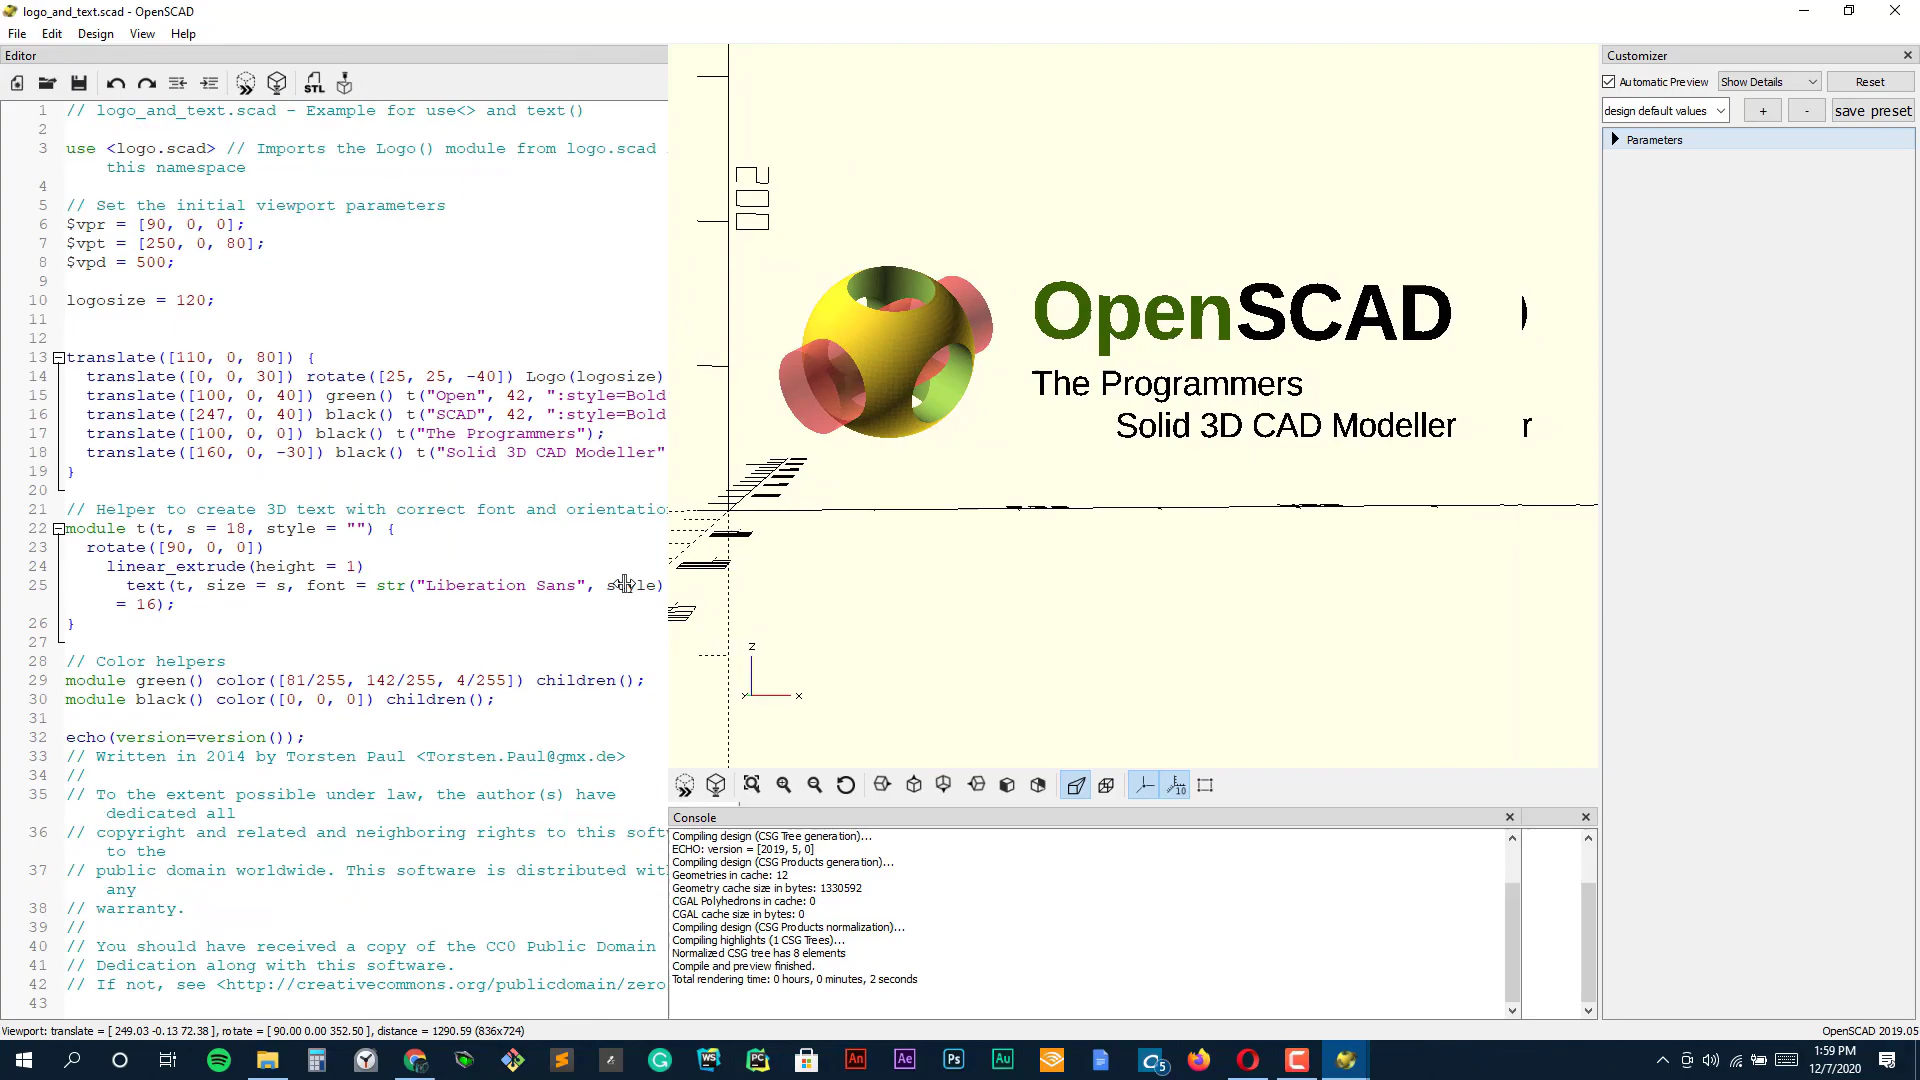 logo_and_text.scad - OpenSCAD
File Edit Design View Help
Editor
STL
1 // logo_and_text.scad - Example for use<> and text()
2
3 use <logo.scad> // Imports the Logo() module from logo.scad
this namespace
4
5 // Set the initial viewport parameters
6 $vpr = [90, 0, 0];
7 $vpt = [250, 0, 80];
8 $vpd = 500;
9
10 logosize = 120;
11
12
13 translate([110, 0, 80]) {
14 translate([0, 0, 30]) rotate([25, 25, -40]) Logo(logosize)
15 translate([100, 0, 40]) green() t("Open", 42, ":style=Bold
16 translate([247, 0, 40]) black() t("SCAD", 42, ":style=Bold
17 translate([100, 0, 0]) black() t("The Programmers");
18 translate([160, 0, -30]) black() t("Solid 3D CAD Modeller"
19 }
20
21 // Helper to create 3D text with correct font and orientatio
22 module t(t, s = 18, style = "") {
23 rotate([90, 0, 0])
24 linear_extrude(height = 1)
25 text(t, size = s, font = str("Liberation Sans", style)
= 16);
26 }
27
28 // Color helpers
29 module green() color([81/255, 142/255, 4/255]) children();
30 module black() color([0, 0, 0]) children();
31
32 echo(version=version());
33 // Written in 2014 by Torsten Paul <Torsten.Paul@gmx.de>
34 //
35 // To the extent possible under law, the author(s) have
dedicated all
36 // copyright and related and neighboring rights to this soft
to the
37 // public domain worldwide. This software is distributed wit
any
38 // warranty.
39 //
40 // You should have received a copy of the CC0 Public Domain
41 // Dedication along with this software.
42 // If not, see <http://creativecommons.org/publicdomain/zero
43
OpenSCAD )
The Programmers
Solid 3D CAD Modeller r
z
x
10
Console
Compiling design (CSG Tree generation)...
ECHO: version = [2019, 5, 0]
Compiling design (CSG Products generation)...
Geometries in cache: 12
Geometry cache size in bytes: 1330592
CGAL Polyhedrons in cache: 0
CGAL cache size in bytes: 0
Compiling design (CSG Products normalization)...
Compiling highlights (1 CSG Trees)...
Normalized CSG tree has 8 elements
Compile and preview finished.
Total rendering time: 0 hours, 0 minutes, 2 seconds
Customizer
Automatic Preview Show Details Reset
design default values + - save preset
Parameters
Viewport: translate = [ 249.03 -0.13 72.38 ], rotate = [ 90.00 0.00 352.50 ], distance = 1290.59 (836x724)
OpenSCAD 2019.05
WS PC An Ae Ps Au 5
1:59 PM
12/7/2020